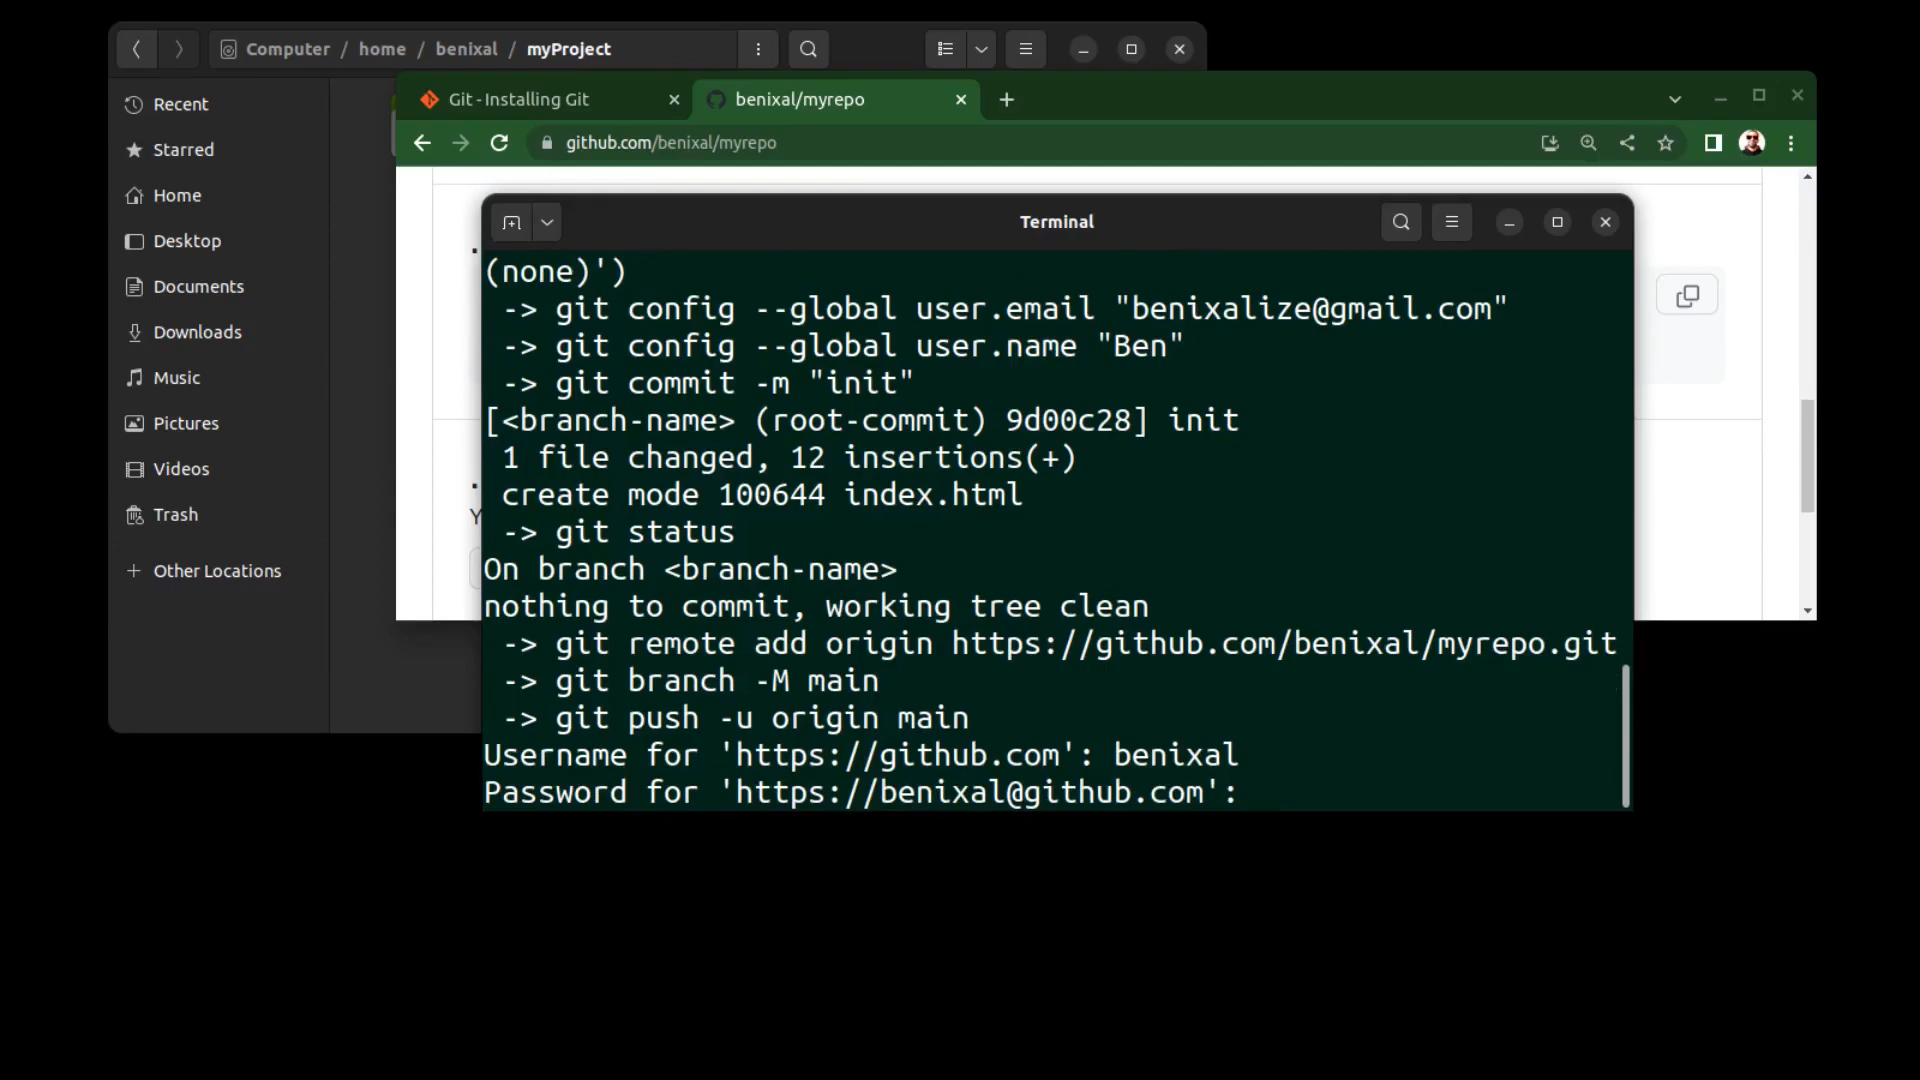 Computer / home / benixal / myProject
Recent
Starred
Home
Desktop
Documents
Downloads
Music
Pictures
Videos
Trash
+ Other Locations
Git - Installing Git
benixal/myrepo
github.com/benixal/myrepo
Terminal
(none)')
-> git config --global user.email "benixalize@gmail.com"
-> git config --global user.name "Ben"
-> git commit -m "init"
[<branch-name> (root-commit) 9d00c28] init
1 file changed, 12 insertions(+)
create mode 100644 index.html
-> git status
On branch <branch-name>
nothing to commit, working tree clean
-> git remote add origin https://github.com/benixal/myrepo.git
-> git branch -M main
-> git push -u origin main
Username for 'https://github.com': benixal
Password for 'https://benixal@github.com':